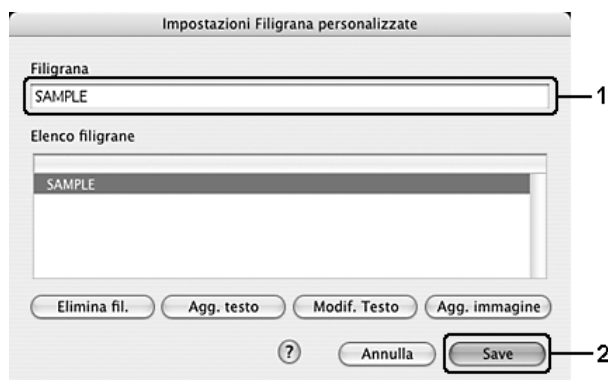 Impostazioni Filigrana personalizzate
Filigrana
SAMPLE
1
Elenco filigrane
SAMPLE
Elimina fil. Agg. testo Modif. Testo Agg. immagine
? Annulla Save 2